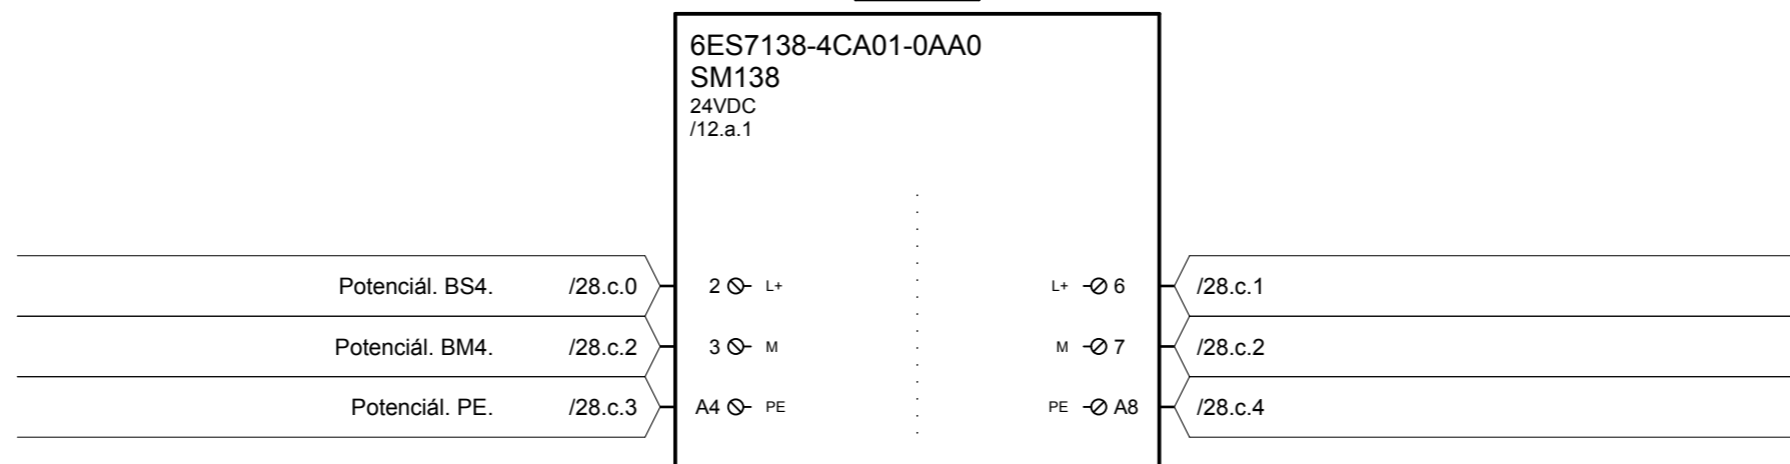 6ES7138-4CA01-0AA0
SM138
24VDC
/12.a.1
Potenciál. BS4. /28.c.0 2 L+ L+ 6 /28.c.1
Potenciál. BM4. /28.c.2 3 M M 7 /28.c.2
Potenciál. PE. /28.c.3 A4 PE PE A8 /28.c.4